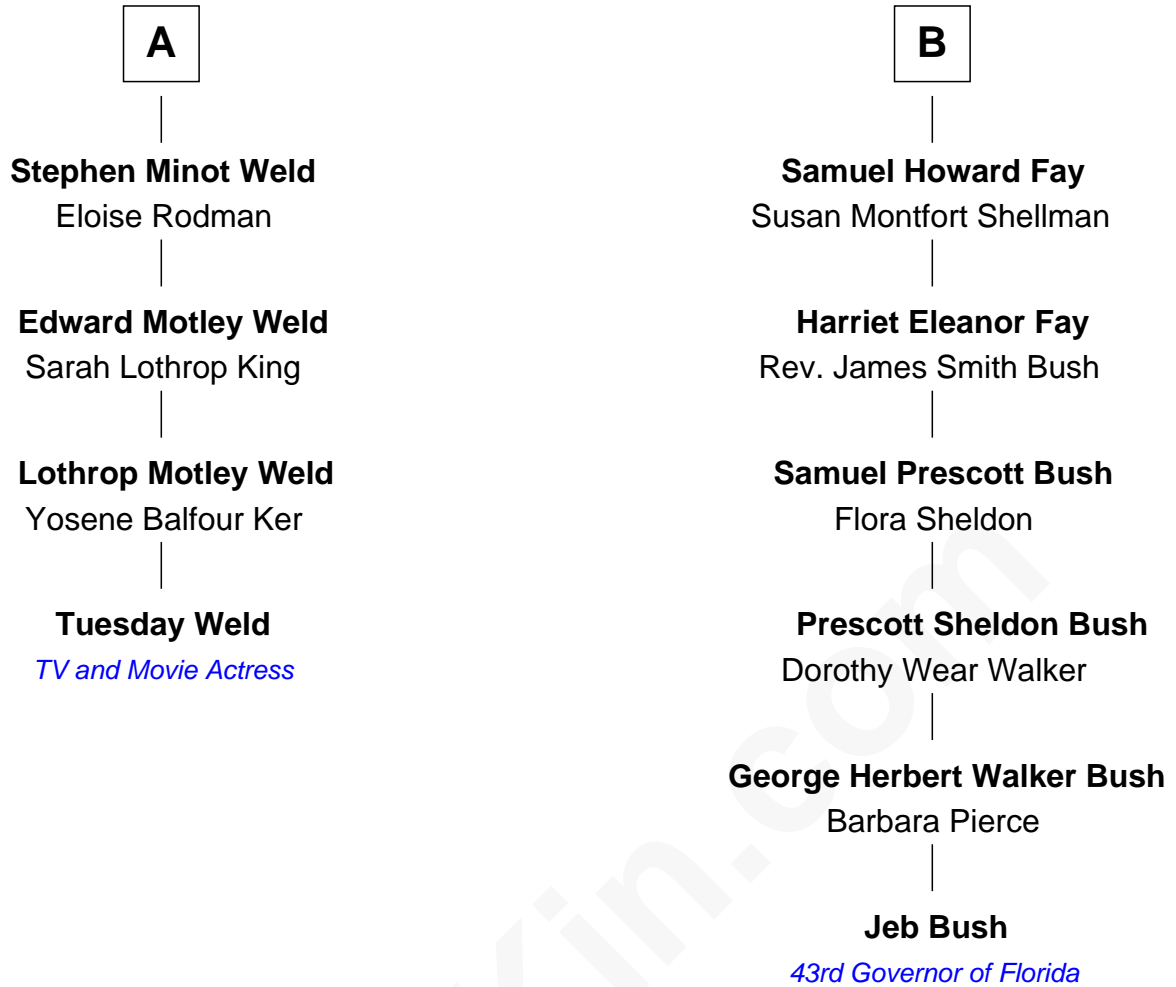 A
Stephen Minot Weld
Eloise Rodman
Edward Motley Weld
Sarah Lothrop King
Lothrop Motley Weld
Yosene Balfour Ker
Tuesday Weld
TV and Movie Actress
B
Samuel Howard Fay
Susan Montfort Shellman
Harriet Eleanor Fay
Rev. James Smith Bush
Samuel Prescott Bush
Flora Sheldon
Prescott Sheldon Bush
Dorothy Wear Walker
George Herbert Walker Bush
Barbara Pierce
Jeb Bush
43rd Governor of Florida